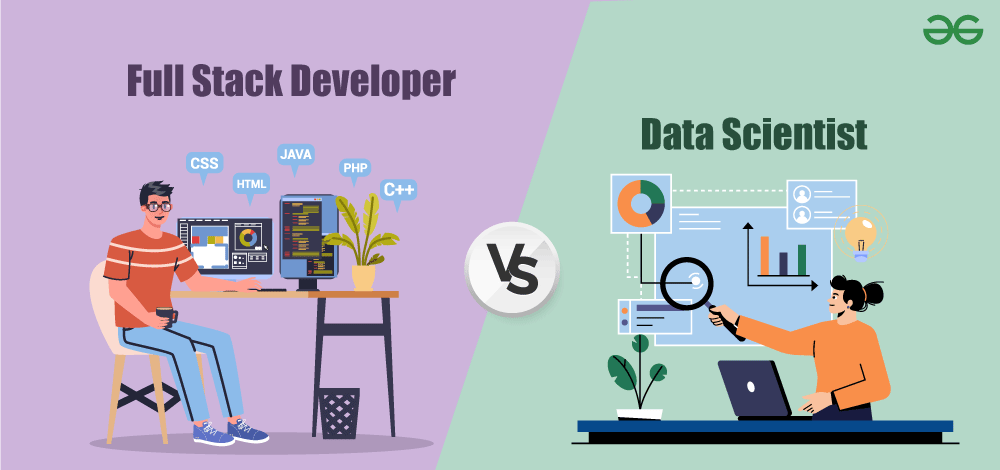 Full Stack Developer
CSS
HTML
JAVA
PHP
C++
VS
Data Scientist